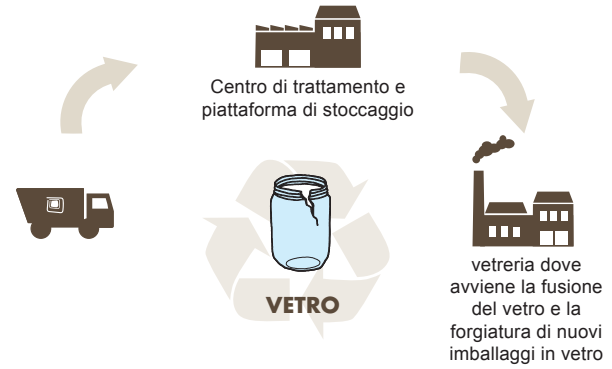 Centro di trattamento e
piattaforma di stoccaggio
VETRO
vetreria dove
avviene la fusione
del vetro e la
forgiatura di nuovi
imballaggi in vetro